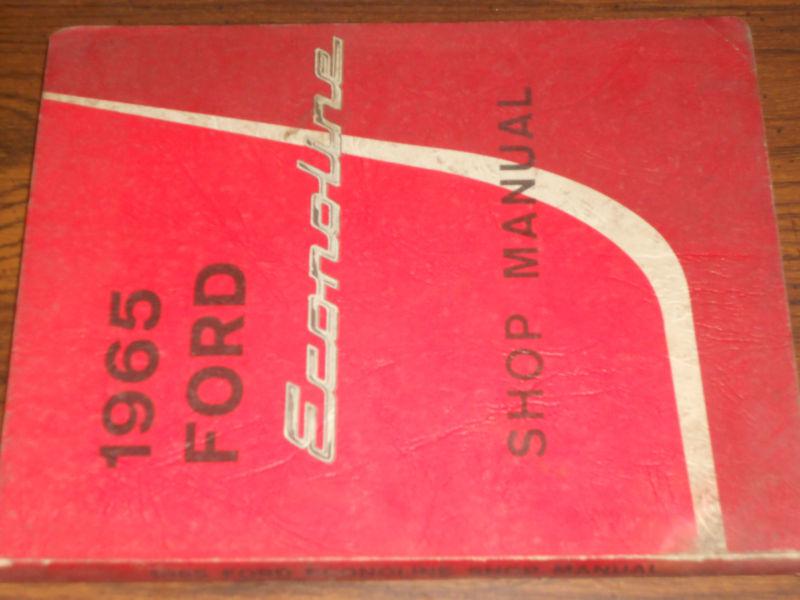 1965
FORD
Econoline
SHOP MANUAL
1965 FORD ECONOLINE SHOP MANUAL